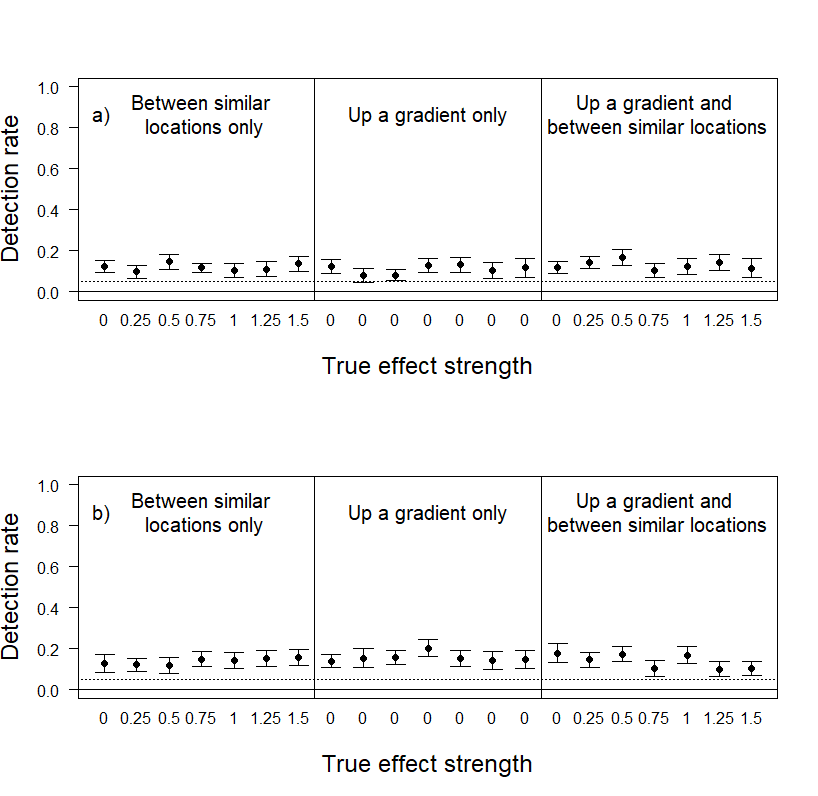 Detection rate
1.0
0.8
0.6
0.4
0.2
0.0
a)
Between similar
locations only
Up a gradient only
Up a gradient and
between similar locations
0 0.25 0.5 0.75 1 1.25 1.5 0 0 0 0 0 0 0 0 0.25 0.5 0.75 1 1.25 1.5
True effect strength
Detection rate
1.0
0.8
0.6
0.4
0.2
0.0
b)
Between similar
locations only
Up a gradient only
Up a gradient and
between similar locations
0 0.25 0.5 0.75 1 1.25 1.5 0 0 0 0 0 0 0 0 0.25 0.5 0.75 1 1.25 1.5
True effect strength